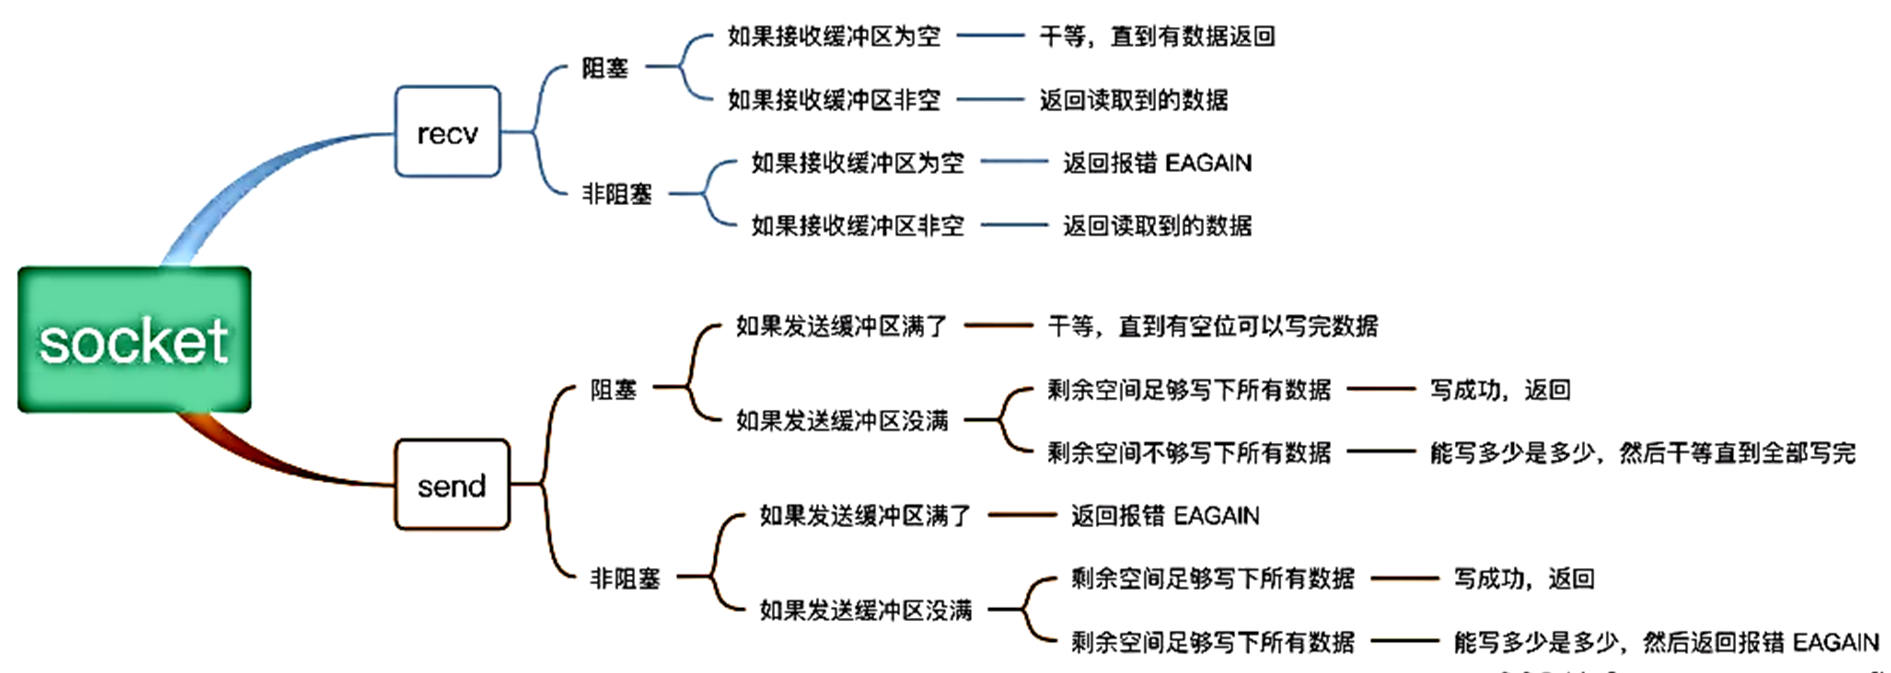 socket
recv
阻塞
如果接收缓冲区为空
干等，直到有数据返回
如果接收缓冲区非空
返回读取到的数据
非阻塞
如果接收缓冲区为空
返回报错 EAGAIN
如果接收缓冲区非空
返回读取到的数据
send
阻塞
如果发送缓冲区满了
干等，直到有空位可以写完数据
如果发送缓冲区没满
剩余空间足够写下所有数据
写成功，返回
剩余空间不够写下所有数据
能写多少是多少，然后干等直到全部写完
非阻塞
如果发送缓冲区满了
返回报错 EAGAIN
如果发送缓冲区没满
剩余空间足够写下所有数据
写成功，返回
剩余空间足够写下所有数据
能写多少是多少，然后返回报错 EAGAIN